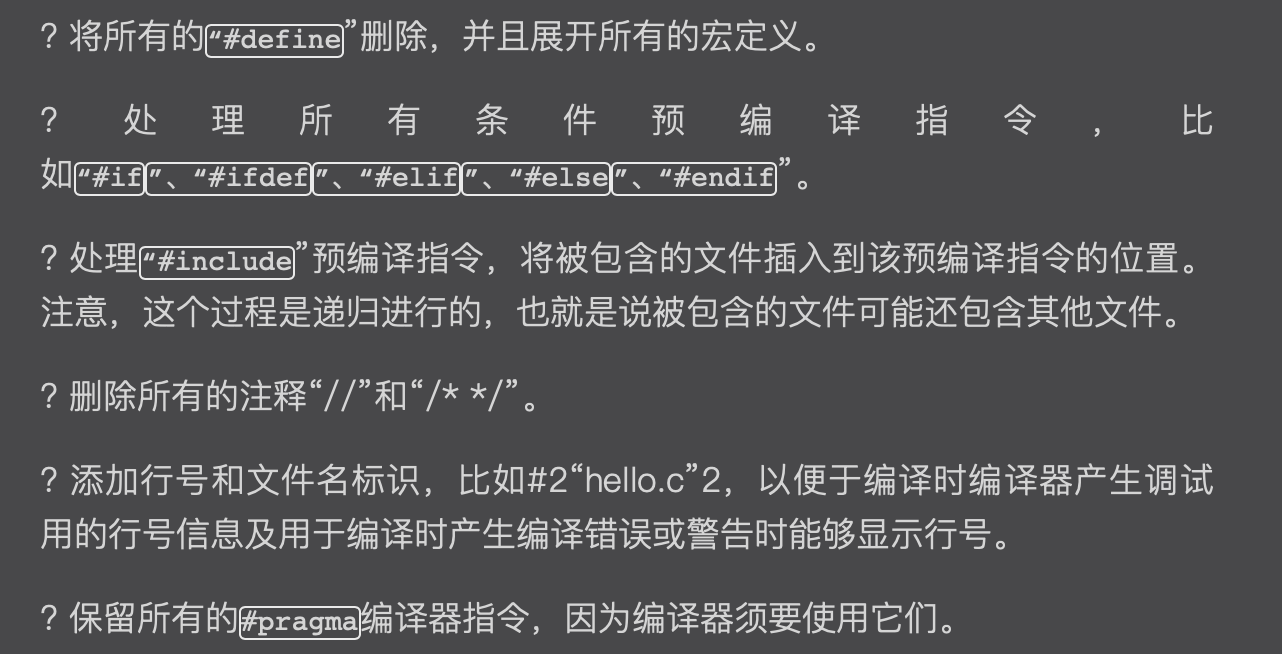 ? 将所有的“#define”删除，并且展开所有的宏定义。
? 处理所有条件预编译指令，比
如“#if”、“#ifdef”、“#elif”、“#else”、“#endif”。
? 处理“#include”预编译指令，将被包含的文件插入到该预编译指令的位置。
注意，这个过程是递归进行的，也就是说被包含的文件可能还包含其他文件。
? 删除所有的注释“//”和“/* */”。
? 添加行号和文件名标识，比如#2“hello.c”2，以便于编译时编译器产生调试
用的行号信息及用于编译时产生编译错误或警告时能够显示行号。
? 保留所有的#pragma编译器指令，因为编译器须要使用它们。